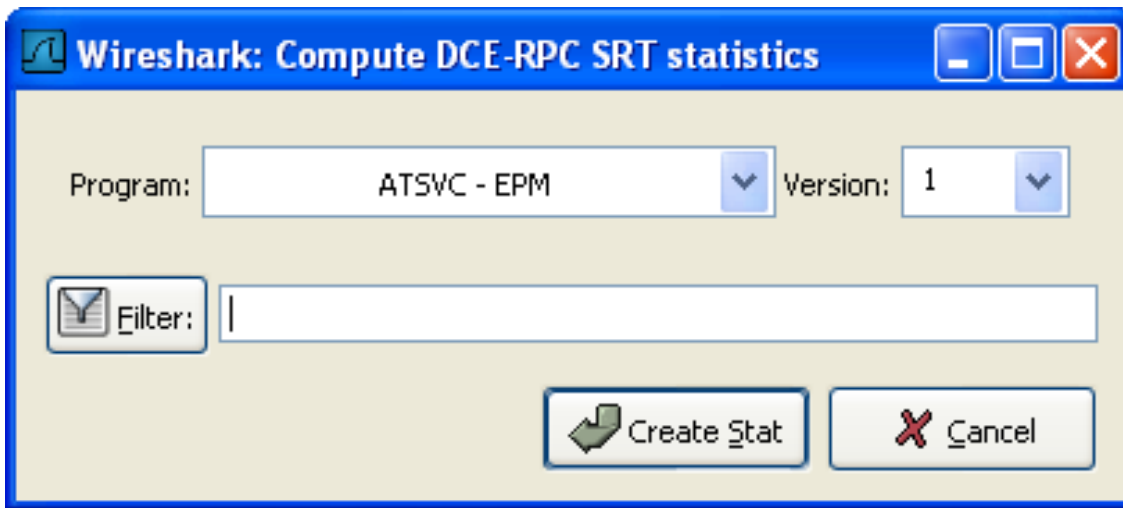 Wireshark: Compute DCE-RPC SRT statistics
Program: ATSVC - EPM Version: 1
Filter:
Create Stat Cancel